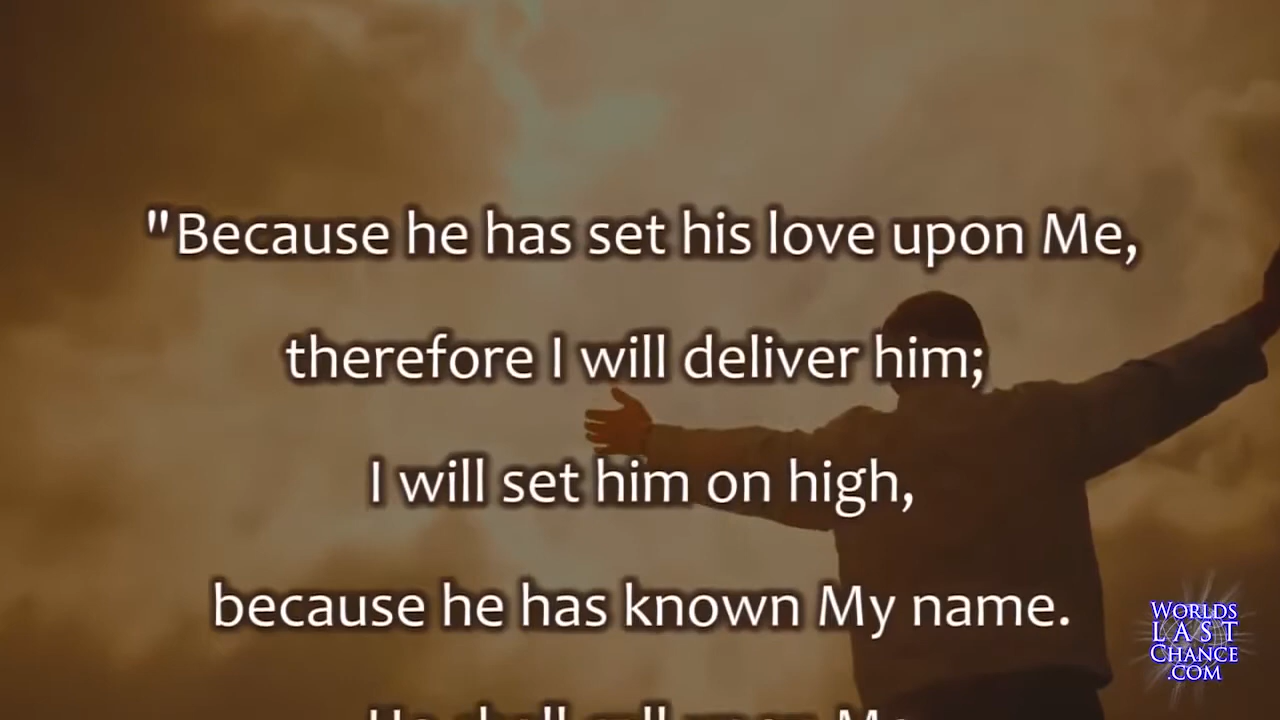 "Because he has set his love upon Me,
therefore I will deliver him;
I will set him on high,
because he has known My name.
WORLDS
LAST
CHANCE
.COM